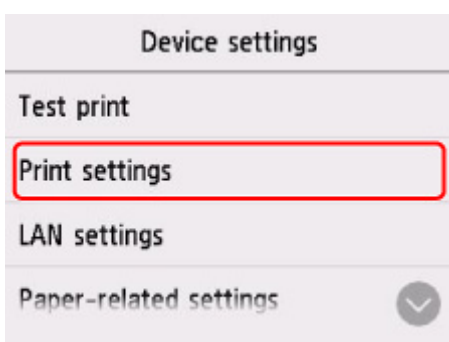 Device settings
Test print
Print settings
LAN settings
Paper-related settings